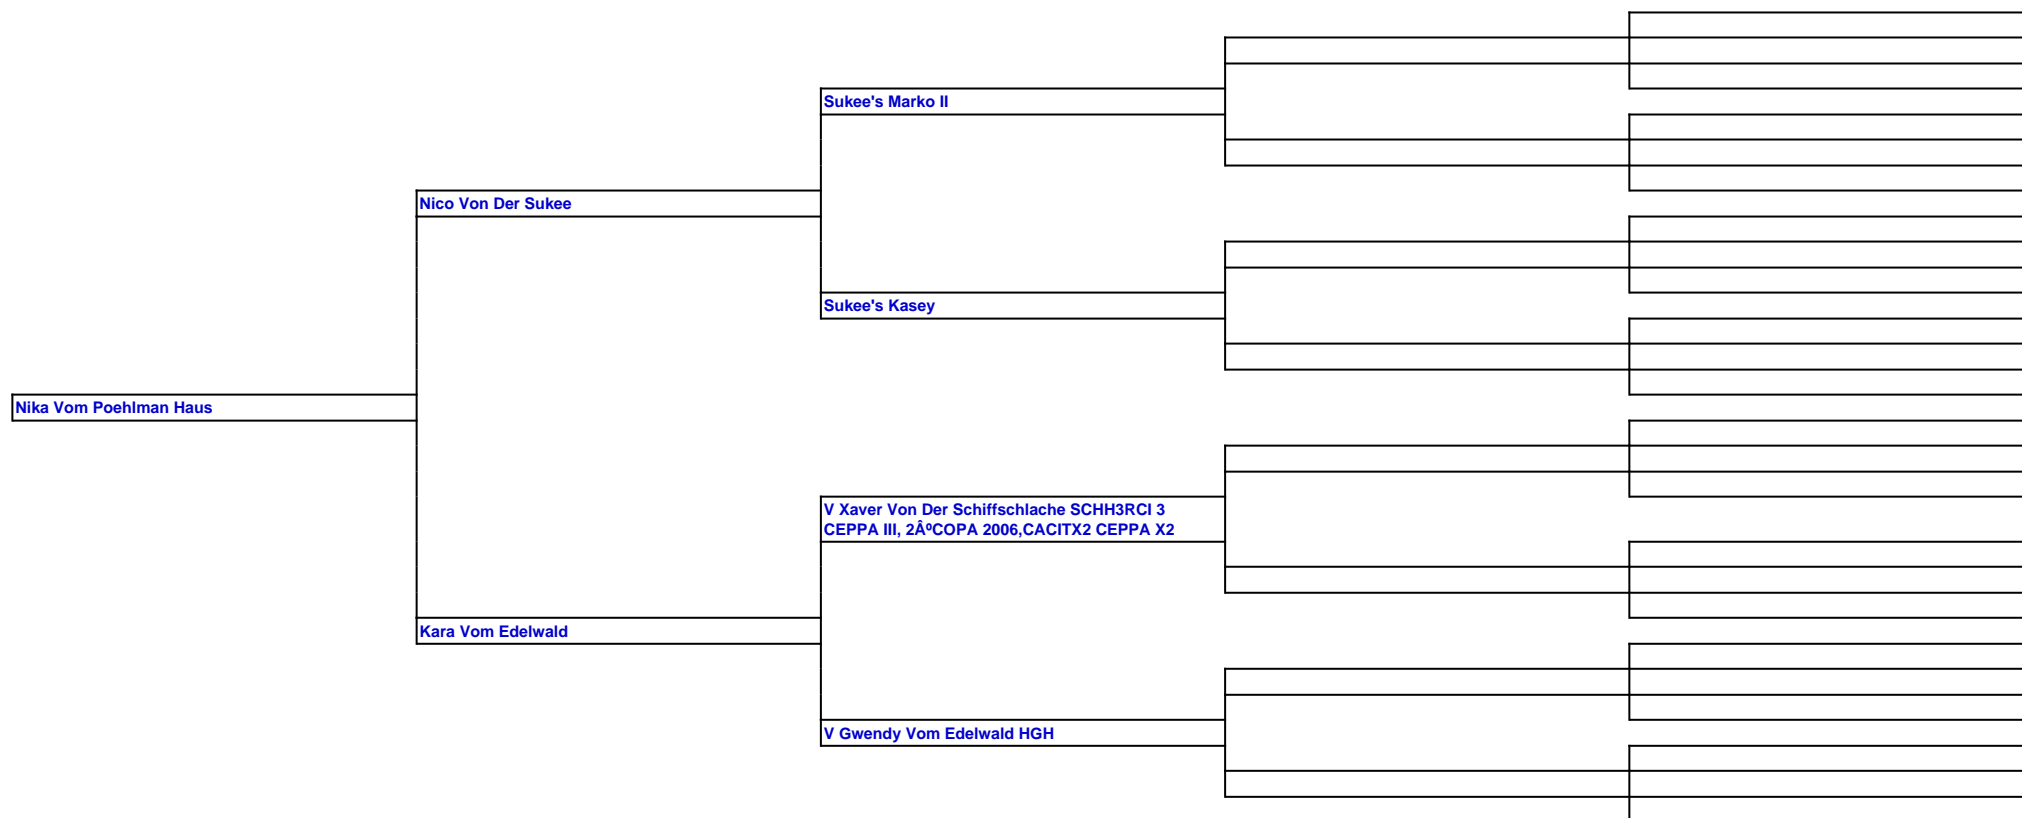 Sukee's Marko II
Nico Von Der Sukee
Sukee's Kasey
Nika Vom Poehlman Haus
V Xaver Von Der Schiffschlache SCHH3RCI 3
CEPPA III, 2ÂºCOPA 2006,CACITX2 CEPPA X2
Kara Vom Edelwald
V Gwendy Vom Edelwald HGH